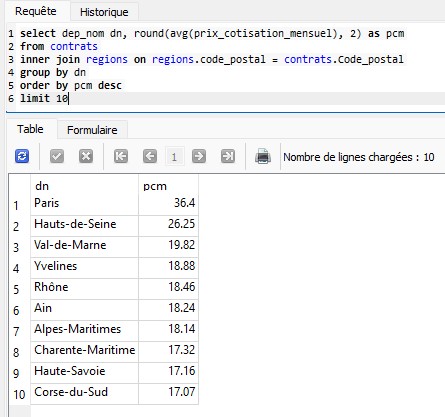 Requête Historique
1 select dep_nom dn, round(avg(prix_cotisation_mensuel), 2) as pcm
2 from contrats
3 inner join regions on regions.code_postal = contrats.Code_postal
4 group by dn
5 order by pcm desc
6 limit 10
Table Formulaire
1 Nombre de lignes chargées : 10
dn pcm
1 Paris 36.4
2 Hauts-de-Seine 26.25
3 Val-de-Marne 19.82
4 Yvelines 18.88
5 Rhône 18.46
6 Ain 18.24
7 Alpes-Maritimes 18.14
8 Charente-Maritime 17.32
9 Haute-Savoie 17.16
10 Corse-du-Sud 17.07